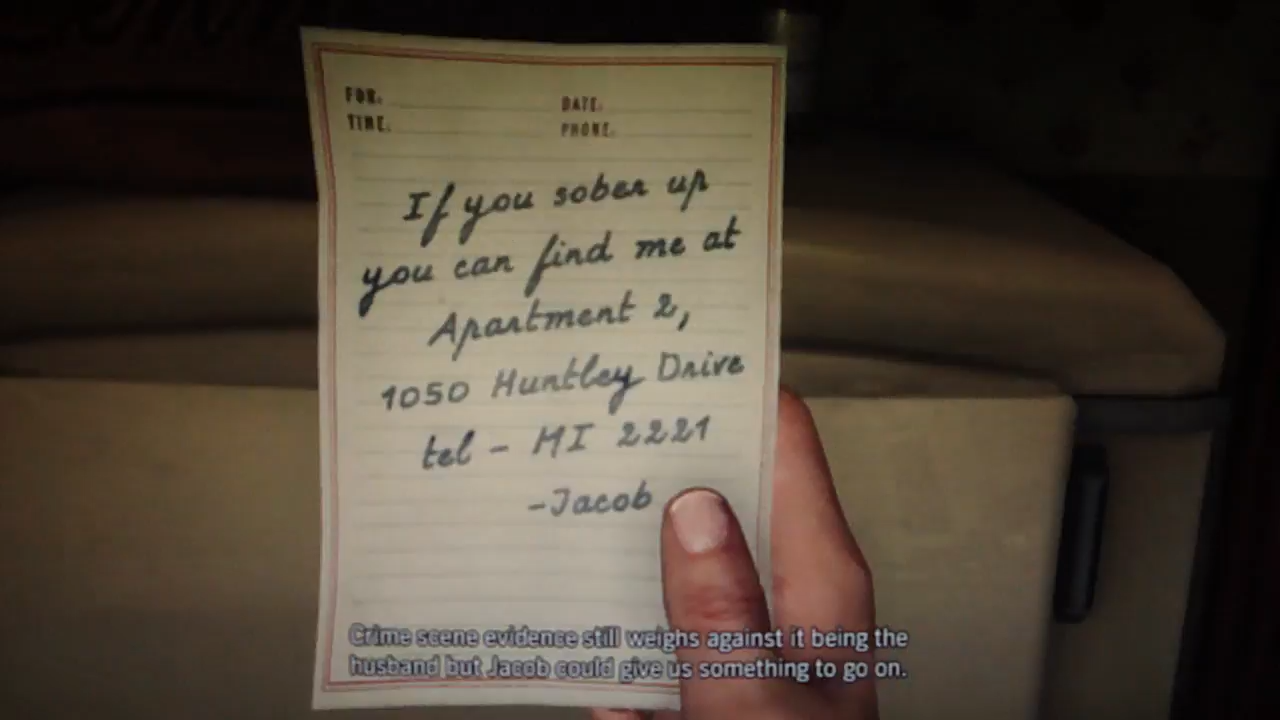 FOR:
DATE:
TIME:
PHONE:
If you sober up
you can find me at
Apartment 2,
1050 Huntley Drive
tel - MI 2221
-Jacob
Crime scene evidence still weighs against it being the
husband but Jacob could give us something to go on.